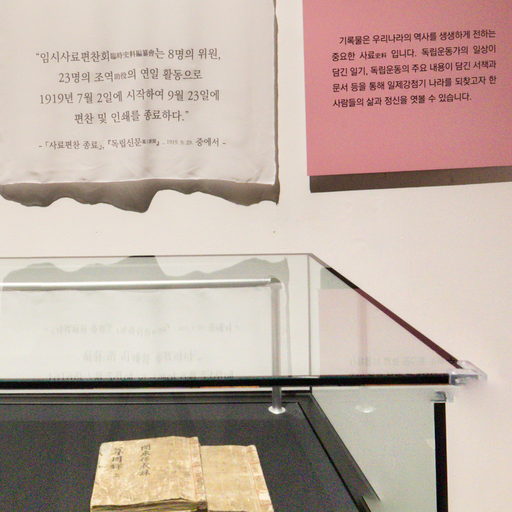 "임시사료편찬회臨時史料編纂會는 8명의 위원,
23명의 조역助役의 연일 활동으로
1919년 7월 2일에 시작하여 9월 23일에
편찬 및 인쇄를 종료하다."
- 「사료편찬 종료」, 『독립신문獨立新聞』, 1919. 9. 29. 중에서 -
기록물은 우리나라의 역사를 생생하게 전하는
중요한 사료史料 입니다. 독립운동가의 일상이
담긴 일기, 독립운동의 주요 내용이 담긴 서책과
문서 등을 통해 일제강점기 나라를 되찾고자 한
사람들의 삶과 정신을 엿볼 수 있습니다.